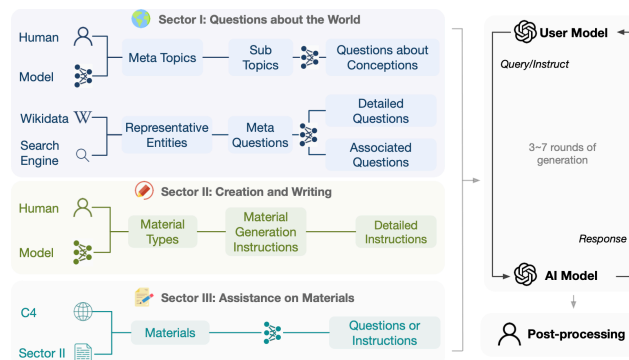 Sector I: Questions about the World
Human
Model
Meta Topics
Sub
Topics
Questions about
Conceptions
Wikidata
W
Search
Engine
Representative
Entities
Meta
Questions
Detailed
Questions
Associated
Questions
Sector II: Creation and Writing
Human
Model
Material
Types
Material
Generation
Instructions
Detailed
Instructions
Sector III: Assistance on Materials
C4
Sector II
Materials
Questions or
Instructions
User Model
Query/Instruct
3~7 rounds of
generation
Response
AI Model
Post-processing